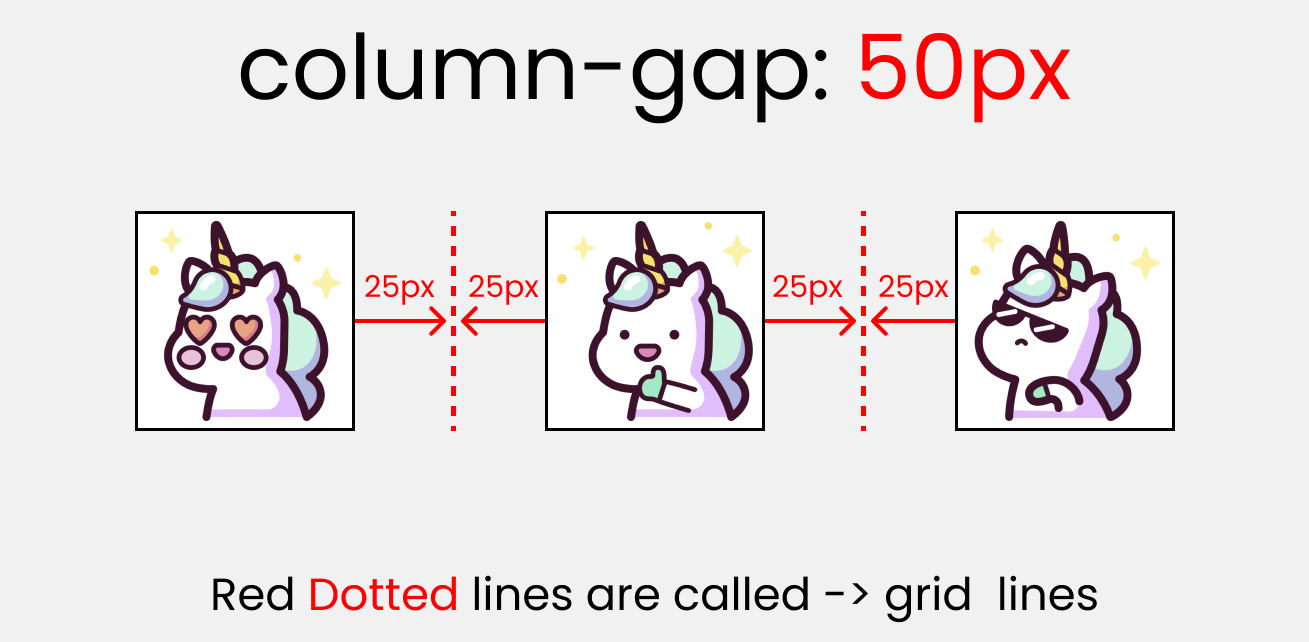 column-gap: 50px
25px 25px 25px 25px
Red Dotted lines are called -> grid lines